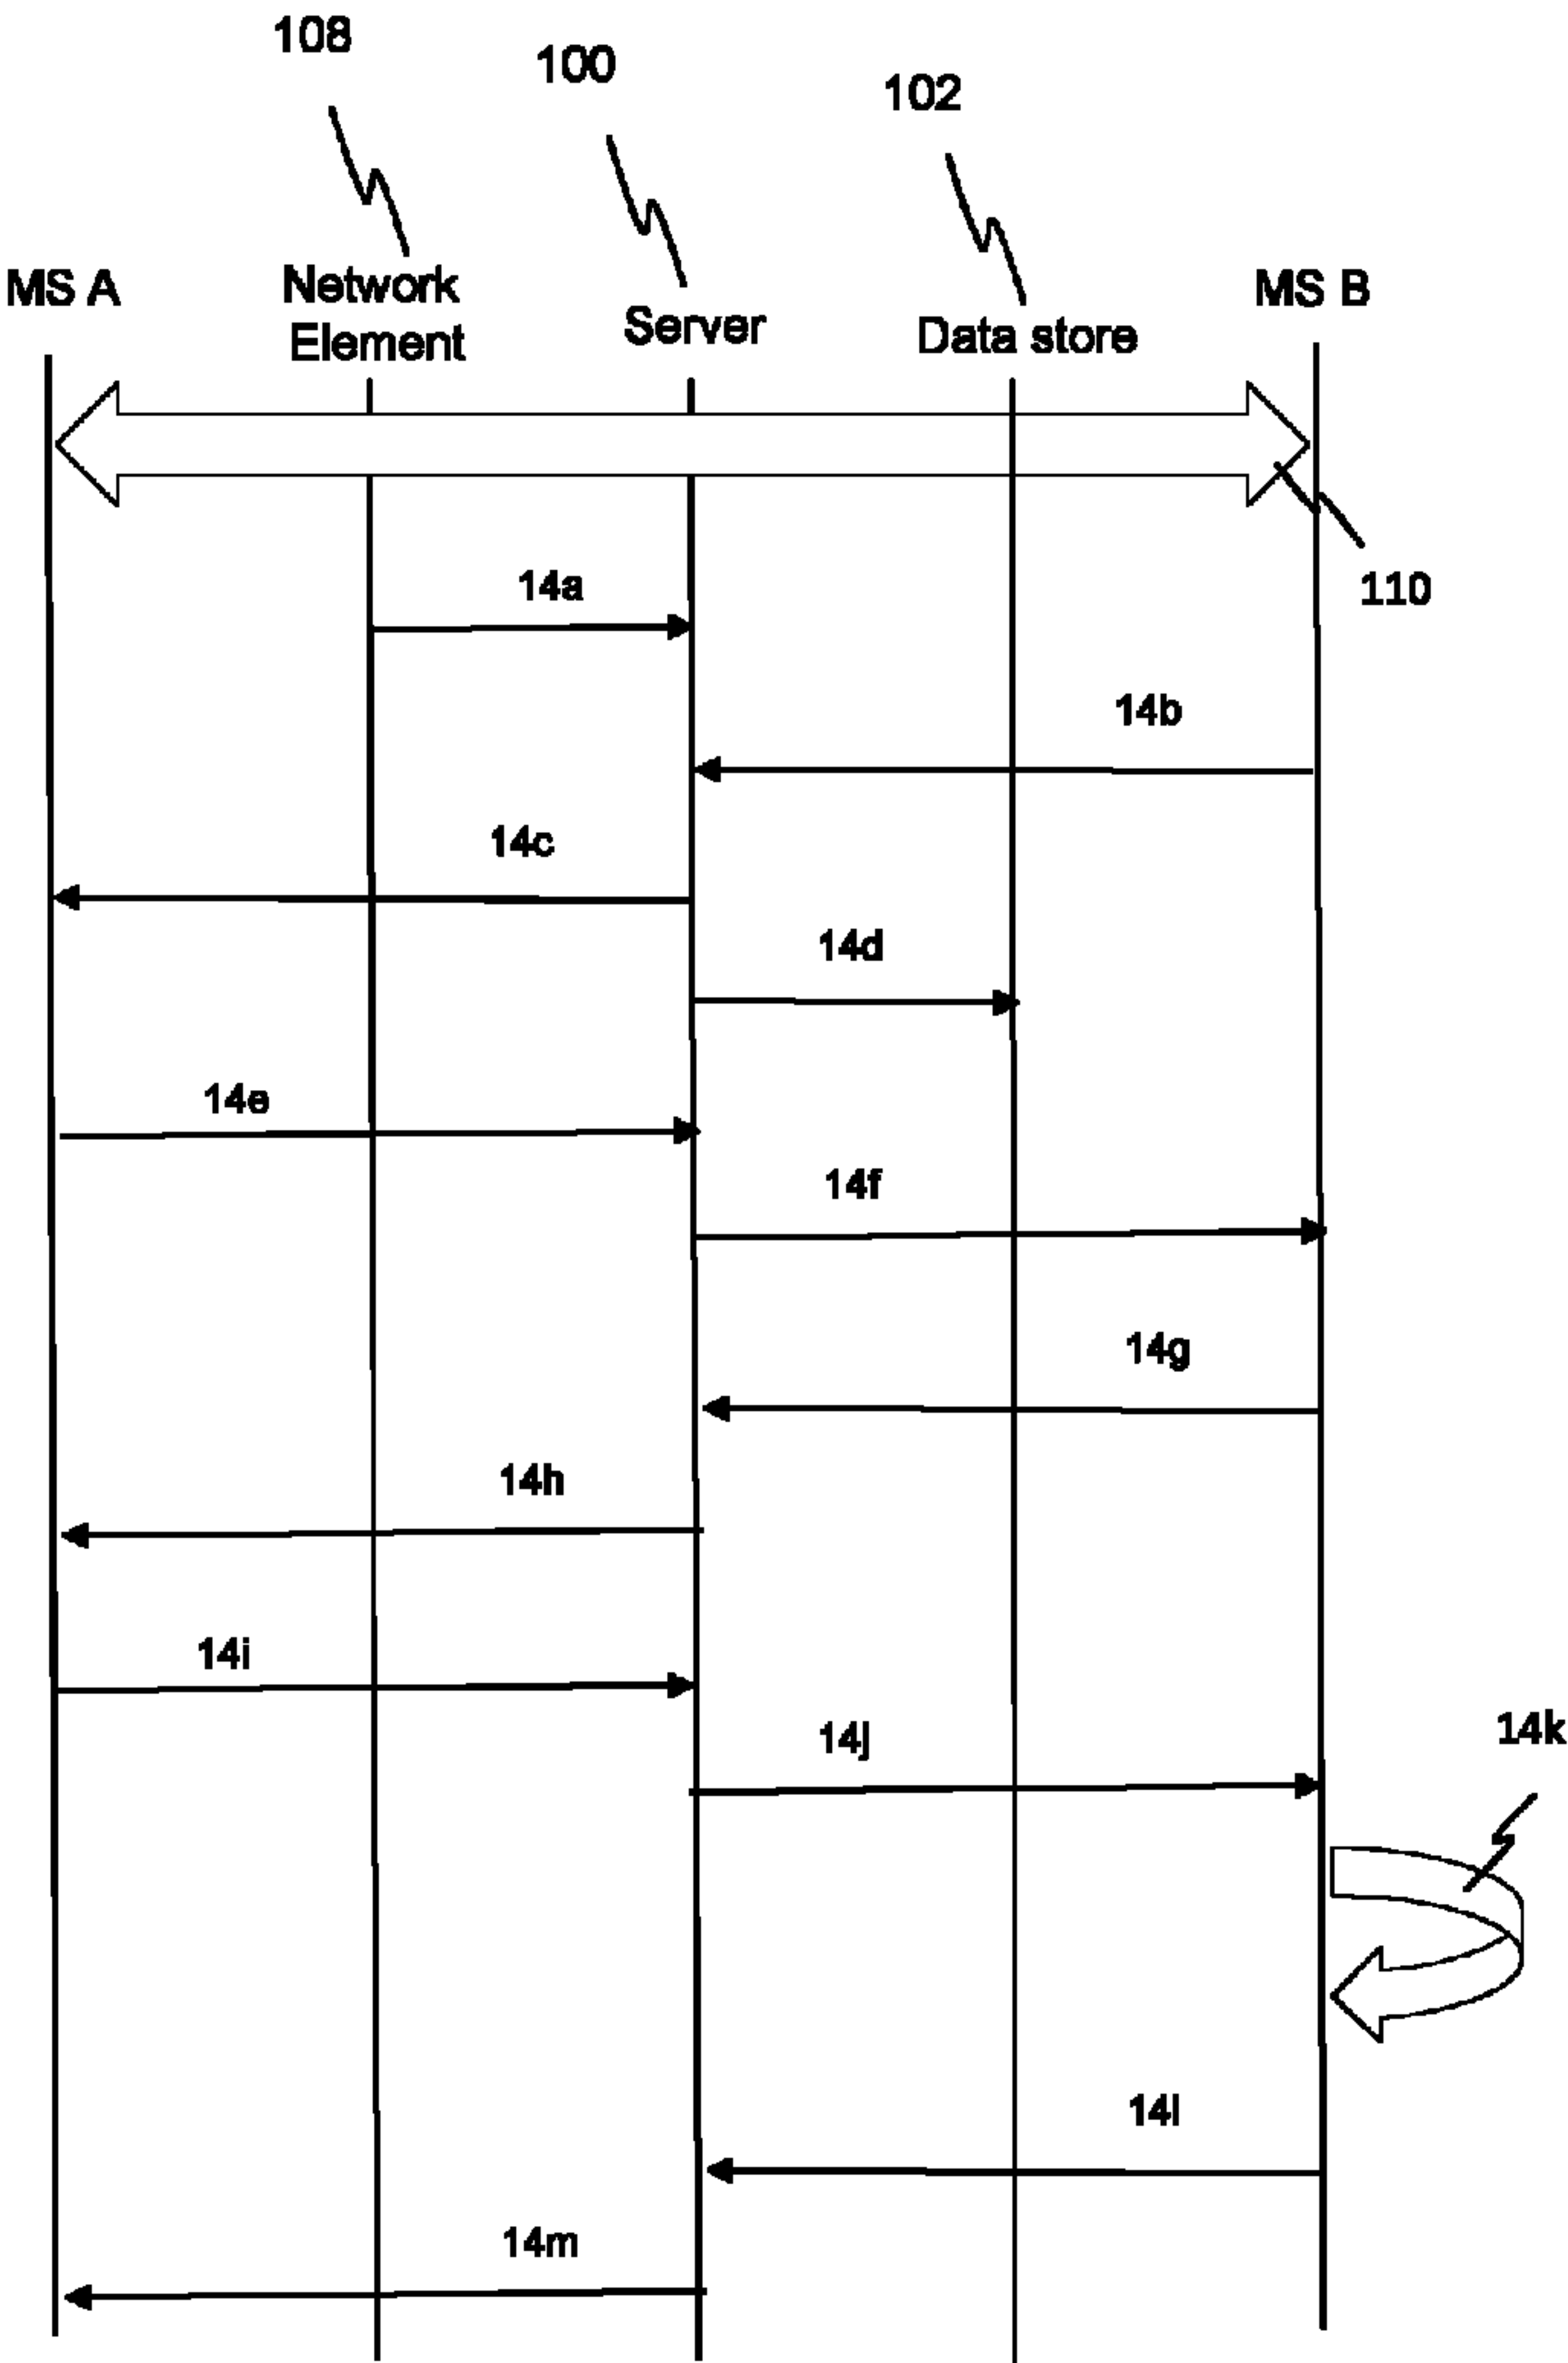 108
100
102
MS A
Network
Element
Server
Data store
MS B
110
14a
14b
14c
14d
14e
14f
14g
14h
14i
14j
14k
14l
14m